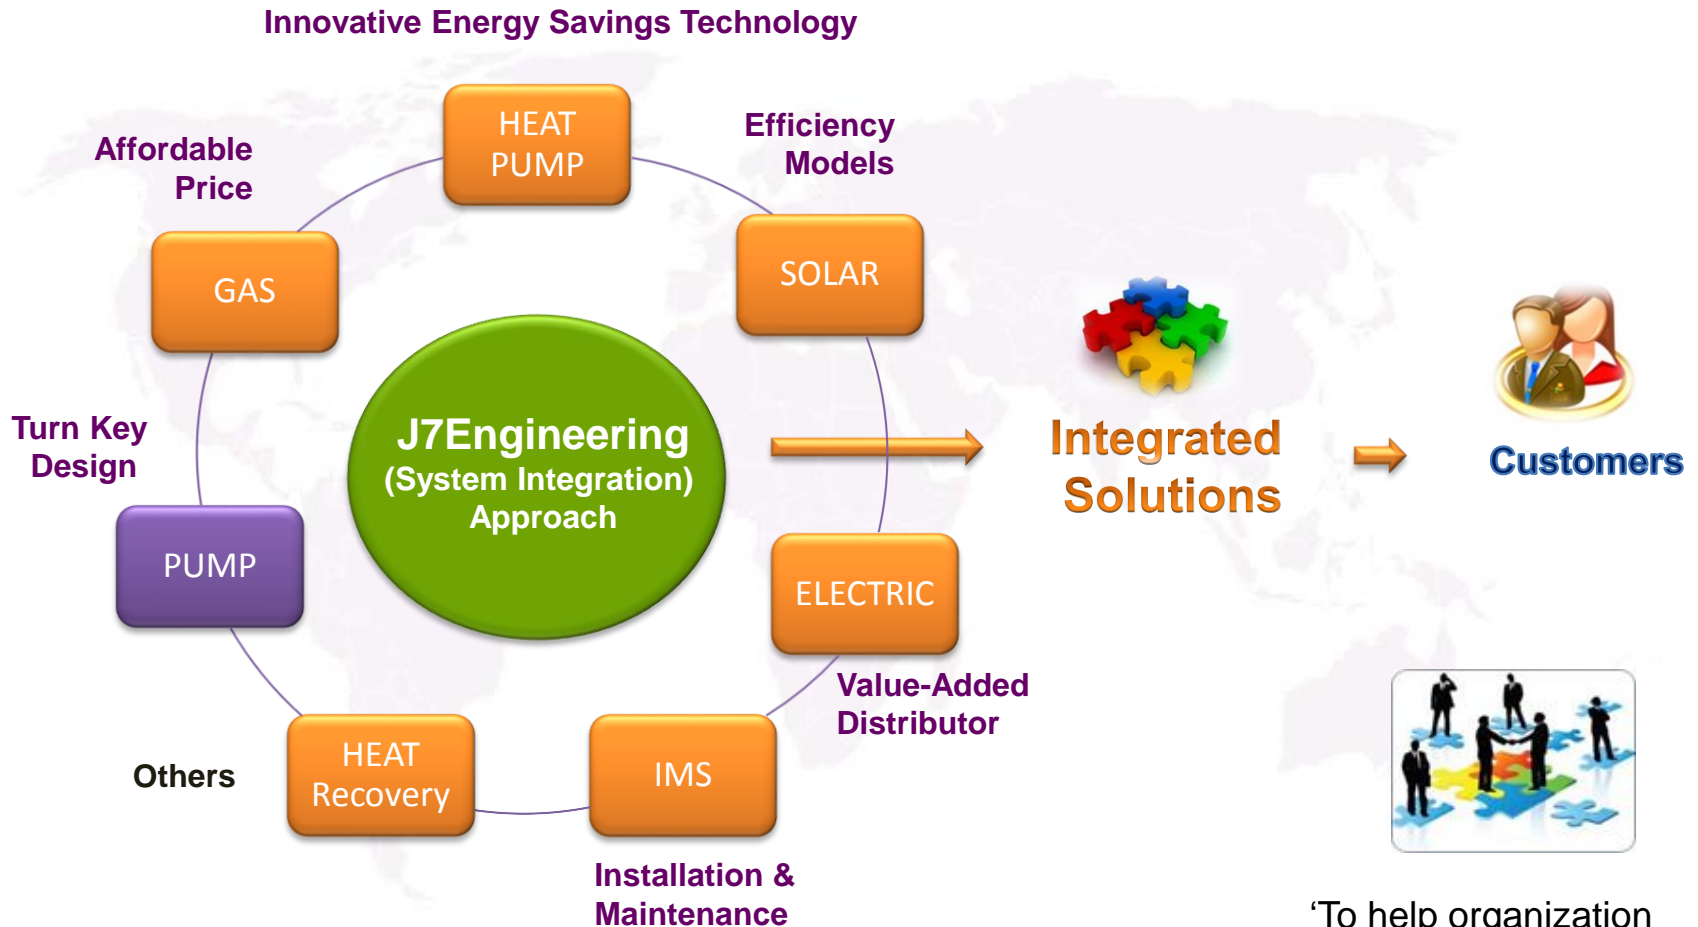 Innovative Energy Savings Technology
HEAT
PUMP
Affordable
Price
Efficiency
Models
GAS
SOLAR
J7Engineering
(System Integration)
Approach
Turn Key
Design
Integrated
Solutions
Customers
PUMP
ELECTRIC
Value-Added
Distributor
HEAT
Recovery
IMS
Others
Installation &
Maintenance
‘To help organization